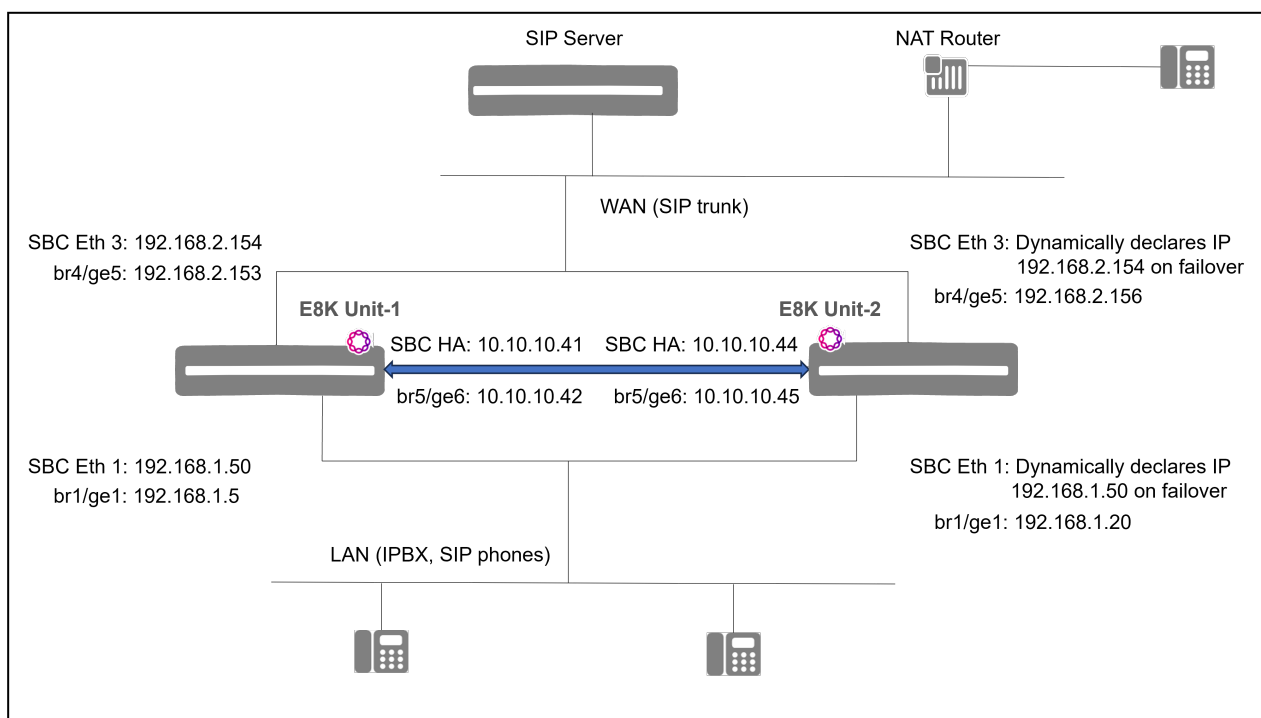 SIP Server
NAT Router
WAN (SIP trunk)
SBC Eth 3: 192.168.2.154
br4/ge5: 192.168.2.153
SBC Eth 3: Dynamically declares IP
192.168.2.154 on failover
br4/ge5: 192.168.2.156
E8K Unit-1
E8K Unit-2
SBC HA: 10.10.10.41
SBC HA: 10.10.10.44
br5/ge6: 10.10.10.42
br5/ge6: 10.10.10.45
SBC Eth 1: 192.168.1.50
br1/ge1: 192.168.1.5
SBC Eth 1: Dynamically declares IP
192.168.1.50 on failover
br1/ge1: 192.168.1.20
LAN (IPBX, SIP phones)